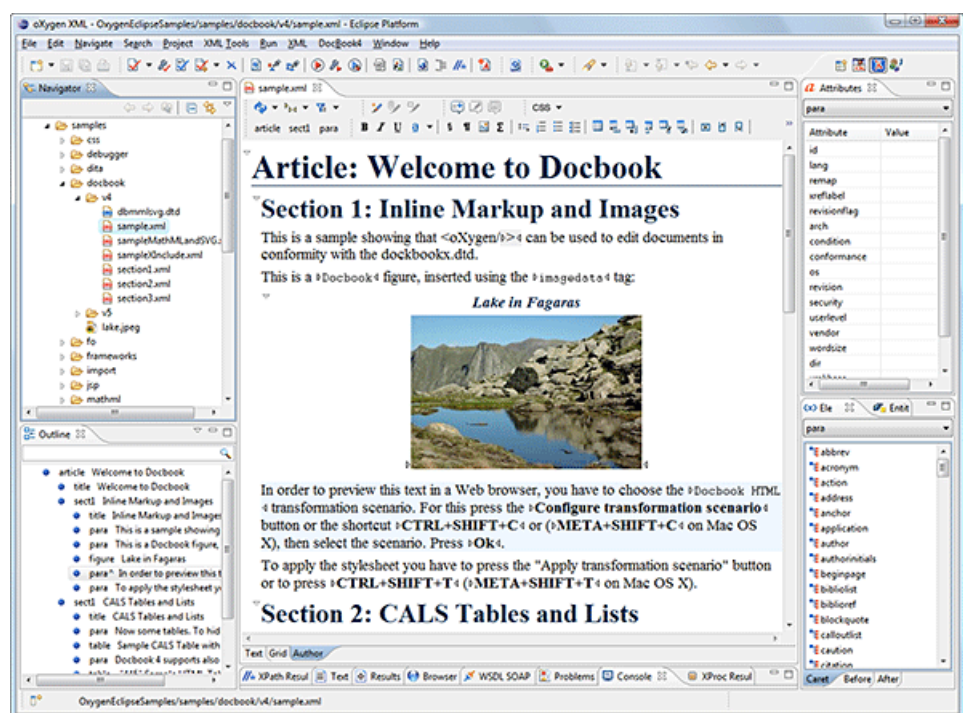 oXygen XML - OxygenEclipseSamples/samples/docbook/v4/sample.xml - Eclipse Platform
File Edit Navigate Search Project XML Tools Run XML DocBook4 Window Help
Navigator
samples
css
debugger
dita
docbook
v4
dbmmlsvg.dtd
sample.xml
sampleMathMLandSVG.
sampleXInclude.xml
section1.xml
section2.xml
section3.xml
v5
lake.jpeg
fo
frameworks
import
jsp
mathml
Outline
article Welcome to Docbook
title Welcome to Docbook
sect1 Inline Markup and Images
title Inline Markup and Images
para This is a sample showing
para This is a Docbook figure,
figure Lake in Fagaras
para* In order to preview this t
para To apply the stylesheet y
sect1 CALS Tables and Lists
title CALS Tables and Lists
para Now some tables. To hid
table Sample CALS Table with
para Docbook 4 supports also
sample.xml
CSS
article sect1 para B I U
Article: Welcome to Docbook
Section 1: Inline Markup and Images
This is a sample showing that <oXygen/> can be used to edit documents in
conformity with the dockbookx.dtd.
This is a Docbook figure, inserted using the imagedata tag:
Lake in Fagaras
In order to preview this text in a Web browser, you have to choose the Docbook HTML
transformation scenario. For this press the Configure transformation scenario
button or the shortcut CTRL+SHIFT+C or (META+SHIFT+C on Mac OS
X), then select the scenario. Press Ok.
To apply the stylesheet you have to press the "Apply transformation scenario" button
or to press CTRL+SHIFT+T (META+SHIFT+T on Mac OS X).
Section 2: CALS Tables and Lists
Text Grid Author
XPath Resul Text Results Browser WSDL SOAP Problems Console XProc Resul
Attributes
para
Attribute Value
id
lang
remap
xreflabel
revisionflag
arch
condition
conformance
os
revision
security
userlevel
vendor
wordsize
dir
Ele Entit
para
abbrev
acronym
action
address
anchor
application
author
authorinitials
beginpage
bibliolist
biblioref
blockquote
calloutlist
caution
citation
Caret Before After
OxygenEclipseSamples/samples/docbook/v4/sample.xml